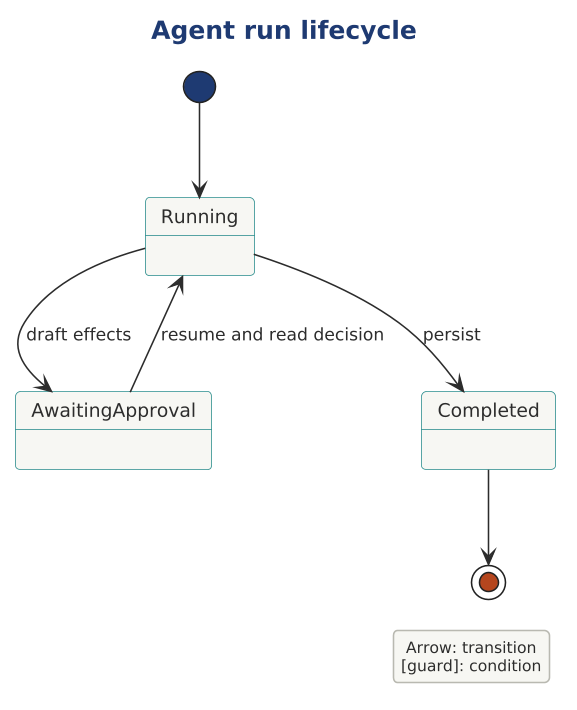 Agent run lifecycle
Running
draft effects
resume and read decision
persist
AwaitingApproval
Completed
Arrow: transition
[guard]: condition